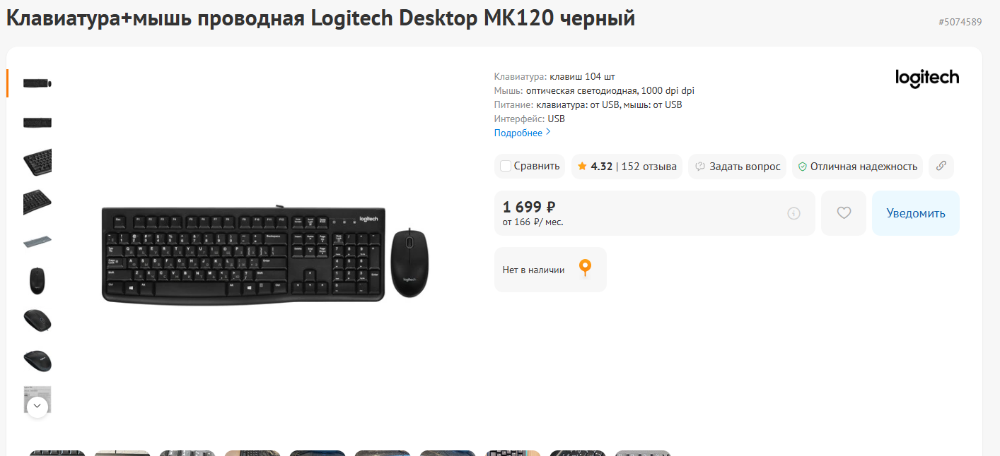 Клавиатура+мышь проводная Logitech Desktop MK120 черный
#5074589
logitech
Клавиатура: клавиш 104 шт
Мышь: оптическая светодиодная, 1000 dpi dpi
Питание: клавиатура: от USB, мышь: от USB
Интерфейс: USB
Подробнее
Сравнить
4.32 | 152 отзыва
Задать вопрос
Отличная надежность
1 699 ₽
от 166 ₽/ мес.
Уведомить
Нет в наличии
logitech
logitech